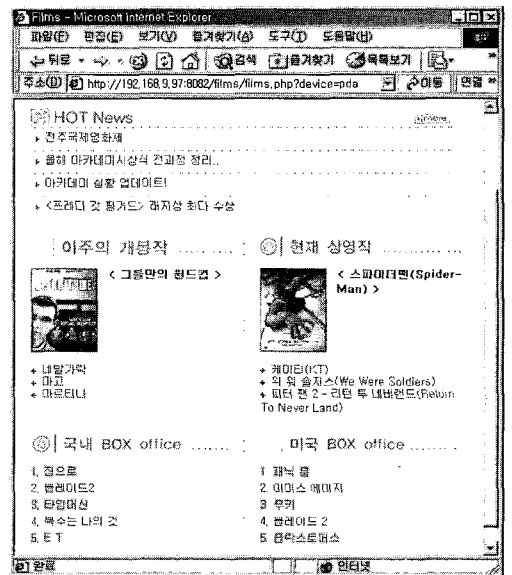 Films - Microsoft Internet Explorer
파일(F) 편집(E) 보기(V) 즐겨찾기(A) 도구(T) 도움말(H)
뒤로 검색 즐겨찾기 목록보기
주소(D) http://192.168.9.97:8082/films/films.php?device=pda 이동 연결
HOT News more
전주국제영화제
올해 아카데미시상식 전과정 정리..
아카데미 실황 업데이트!
<프레디 갓 핑거드> 래지상 최다 수상
이주의 개봉작 현재 상영작
< 그들만의 월드컵 >
< 스파이더맨(Spider-
Man) >
네발가락
마고
마르티나
케이티(KT)
위 워 솔저스(We Were Soldiers)
피터 팬 2 - 리턴 투 네버랜드(Return
To Never Land)
국내 BOX office ....... 미국 BOX office ........
1. 집으로
2. 블레이드2
3. 타임머신
4. 복수는 나의 것
5. E T
1 패닉 룸
2. 아이스 에이지
3 루키
4. 블레이드 2
5. 클락스토퍼스
완료 인터넷